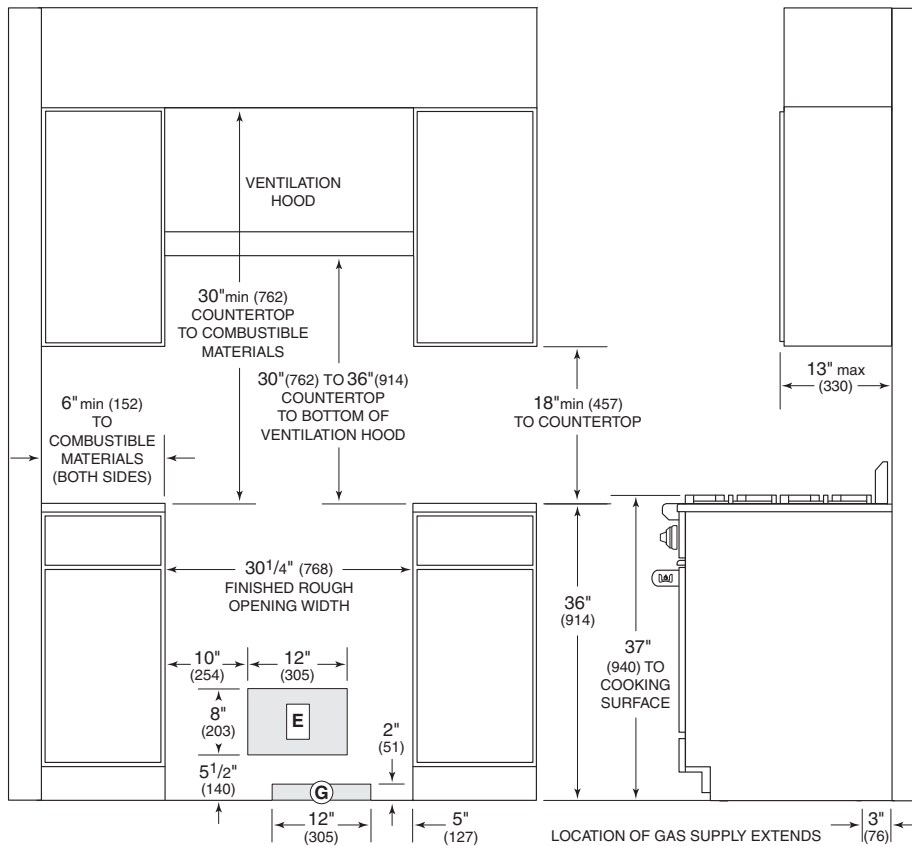 VENTILATION
HOOD
30" min (762)
COUNTERTOP
TO COMBUSTIBLE
MATERIALS
30" (762) TO 36" (914)
COUNTERTOP
TO BOTTOM OF
VENTILATION HOOD
13" max
(330)
18" min (457)
TO COUNTERTOP
6" min (152)
TO
COMBUSTIBLE
MATERIALS
(BOTH SIDES)
30 1/4" (768)
FINISHED ROUGH
OPENING WIDTH
36"
(914)
37"
(940) TO
COOKING
SURFACE
10"
(254)
12"
(305)
8"
(203)
E
2"
(51)
5 1/2"
(140)
G
12"
(305)
5"
(127)
LOCATION OF GAS SUPPLY EXTENDS
3"
(76)